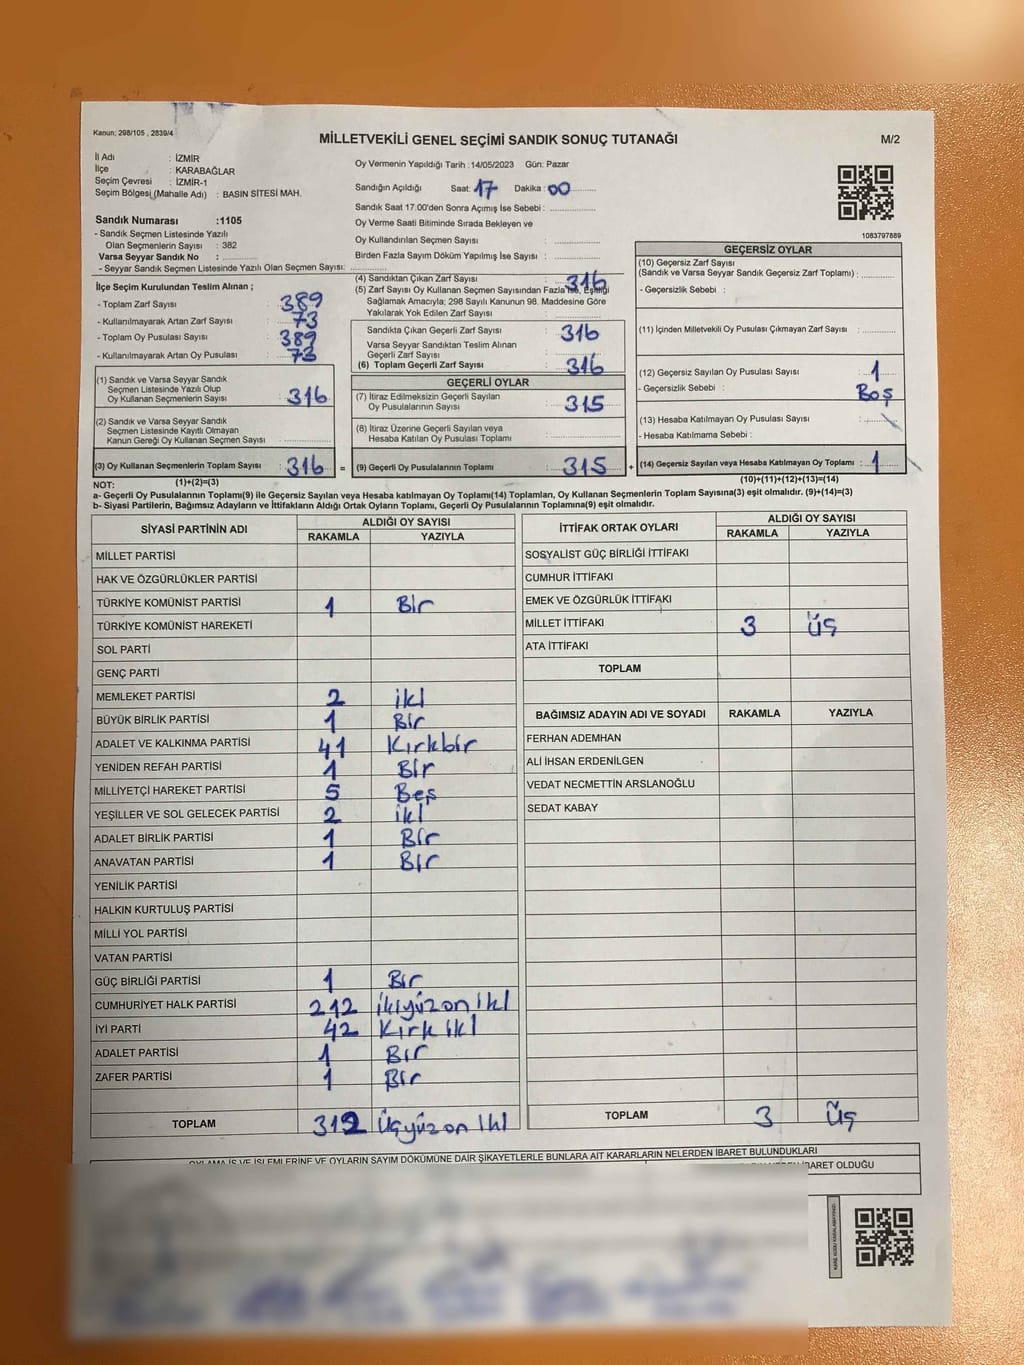 Kanun; 298/105 , 2839/4
MİLLETVEKİLİ GENEL SEÇİMİ SANDIK SONUÇ TUTANAĞI
M/2
İl Adı : İZMİR
İlçe : KARABAĞLAR
Seçim Çevresi : İZMİR-1
Seçim Bölgesi (Mahalle Adı) : BASIN SİTESİ MAH.
Sandık Numarası :1105
- Sandık Seçmen Listesinde Yazılı
Olan Seçmenlerin Sayısı : 382
Varsa Seyyar Sandık No :
- Seyyar Sandık Seçmen Listesinde Yazılı Olan Seçmen Sayısı:
Oy Vermenin Yapıldığı Tarih :14/05/2023 Gün: Pazar
Sandığın Açıldığı Saat: 17 Dakika : 00
Sandık Saat 17:00'den Sonra Açımış İse Sebebi :
Oy Verme Saati Bitiminde Sırada Bekleyen ve
Oy Kullandırılan Seçmen Sayısı :
Birden Fazla Sayım Döküm Yapılmış İse Sayısı :
1083797889
İlçe Seçim Kurulundan Teslim Alınan ;
- Toplam Zarf Sayısı : 389
- Kullanılmayarak Artan Zarf Sayısı : 73
- Toplam Oy Pusulası Sayısı : 389
- Kullanılmayarak Artan Oy Pusulası : 73
(1) Sandık ve Varsa Seyyar Sandık
Seçmen Listesinde Yazılı Olup
Oy Kullanan Seçmenlerin Sayısı : 316
(2) Sandık ve Varsa Seyyar Sandık
Seçmen Listesinde Kayıtlı Olmayan
Kanun Gereği Oy Kullanan Seçmen Sayısı :
(3) Oy Kullanan Seçmenlerin Toplam Sayısı : 316 =
(1)+(2)=(3)
(4) Sandıktan Çıkan Zarf Sayısı : 316
(5) Zarf Sayısı Oy Kullanan Seçmen Sayısından Fazla İse, Eşitliği
Sağlamak Amacıyla; 298 Sayılı Kanunun 98. Maddesine Göre
Yakılarak Yok Edilen Zarf Sayısı :
Sandıkta Çıkan Geçerli Zarf Sayısı : 316
Varsa Seyyar Sandıktan Teslim Alınan
Geçerli Zarf Sayısı :
(6) Toplam Geçerli Zarf Sayısı : 316
GEÇERLİ OYLAR
(7) İtiraz Edilmeksizin Geçerli Sayılan
Oy Pusulalarının Sayısı : 315
(8) İtiraz Üzerine Geçerli Sayılan veya
Hesaba Katılan Oy Pusulası Toplamı :
(9) Geçerli Oy Pusulalarının Toplamı : 315 +
GEÇERSİZ OYLAR
(10) Geçersiz Zarf Sayısı
(Sandık ve Varsa Seyyar Sandık Geçersiz Zarf Toplamı) :
- Geçersizlik Sebebi :
(11) İçinden Milletvekili Oy Pusulası Çıkmayan Zarf Sayısı :
(12) Geçersiz Sayılan Oy Pusulası Sayısı : 1
- Geçersizlik Sebebi : Boş
(13) Hesaba Katılmayan Oy Pusulası Sayısı :
- Hesaba Katılmama Sebebi :
(14) Geçersiz Sayılan veya Hesaba Katılmayan Oy Toplamı : 1
(10)+(11)+(12)+(13)=(14)
NOT:
a- Geçerli Oy Pusulalarının Toplamı(9) ile Geçersiz Sayılan veya Hesaba katılmayan Oy Toplamı(14) Toplamları, Oy Kullanan Seçmenlerin Toplam Sayısına(3) eşit olmalıdır. (9)+(14)=(3)
b- Siyasi Partilerin, Bağımsız Adayların ve İttifakların Aldığı Ortak Oyların Toplamı, Geçerli Oy Pusulalarının Toplamına(9) eşit olmalıdır.
SİYASİ PARTİNİN ADI ALDIĞI OY SAYISI
RAKAMLA YAZIYLA
MİLLET PARTİSİ
HAK VE ÖZGÜRLÜKLER PARTİSİ
TÜRKİYE KOMÜNİST PARTİSİ 1 Bir
TÜRKİYE KOMÜNİST HAREKETİ
SOL PARTİ
GENÇ PARTİ
MEMLEKET PARTİSİ 2 iki
BÜYÜK BİRLİK PARTİSİ 1 Bir
ADALET VE KALKINMA PARTİSİ 41 Kırkbir
YENİDEN REFAH PARTİSİ 1 Bir
MİLLİYETÇİ HAREKET PARTİSİ 5 Beş
YEŞİLLER VE SOL GELECEK PARTİSİ 2 iki
ADALET BİRLİK PARTİSİ 1 Bir
ANAVATAN PARTİSİ 1 Bir
YENİLİK PARTİSİ
HALKIN KURTULUŞ PARTİSİ
MİLLİ YOL PARTİSİ
VATAN PARTİSİ
GÜÇ BİRLİĞİ PARTİSİ 1 Bir
CUMHURİYET HALK PARTİSİ 212 ikiyüzoniki
İYİ PARTİ 42 Kırkiki
ADALET PARTİSİ 1 Bir
ZAFER PARTİSİ 1 Bir
TOPLAM 312 Üçyüzoniki
İTTİFAK ORTAK OYLARI ALDIĞI OY SAYISI
RAKAMLA YAZIYLA
SOSYALİST GÜÇ BİRLİĞİ İTTİFAKI
CUMHUR İTTİFAKI
EMEK VE ÖZGÜRLÜK İTTİFAKI
MİLLET İTTİFAKI 3 üç
ATA İTTİFAKI
TOPLAM
BAĞIMSIZ ADAYIN ADI VE SOYADI RAKAMLA YAZIYLA
FERHAN ADEMHAN
ALİ İHSAN ERDENİLGEN
VEDAT NECMETTİN ARSLANOĞLU
SEDAT KABAY
TOPLAM 3 Üç
OYLAMA İŞ VE İŞLEMLERİNE VE OYLARIN SAYIM DÖKÜMÜNE DAİR ŞİKAYETLERLE BUNLARA AİT KARARLARIN NELERDEN İBARET BULUNDUKLARI
İBARET OLDUĞU